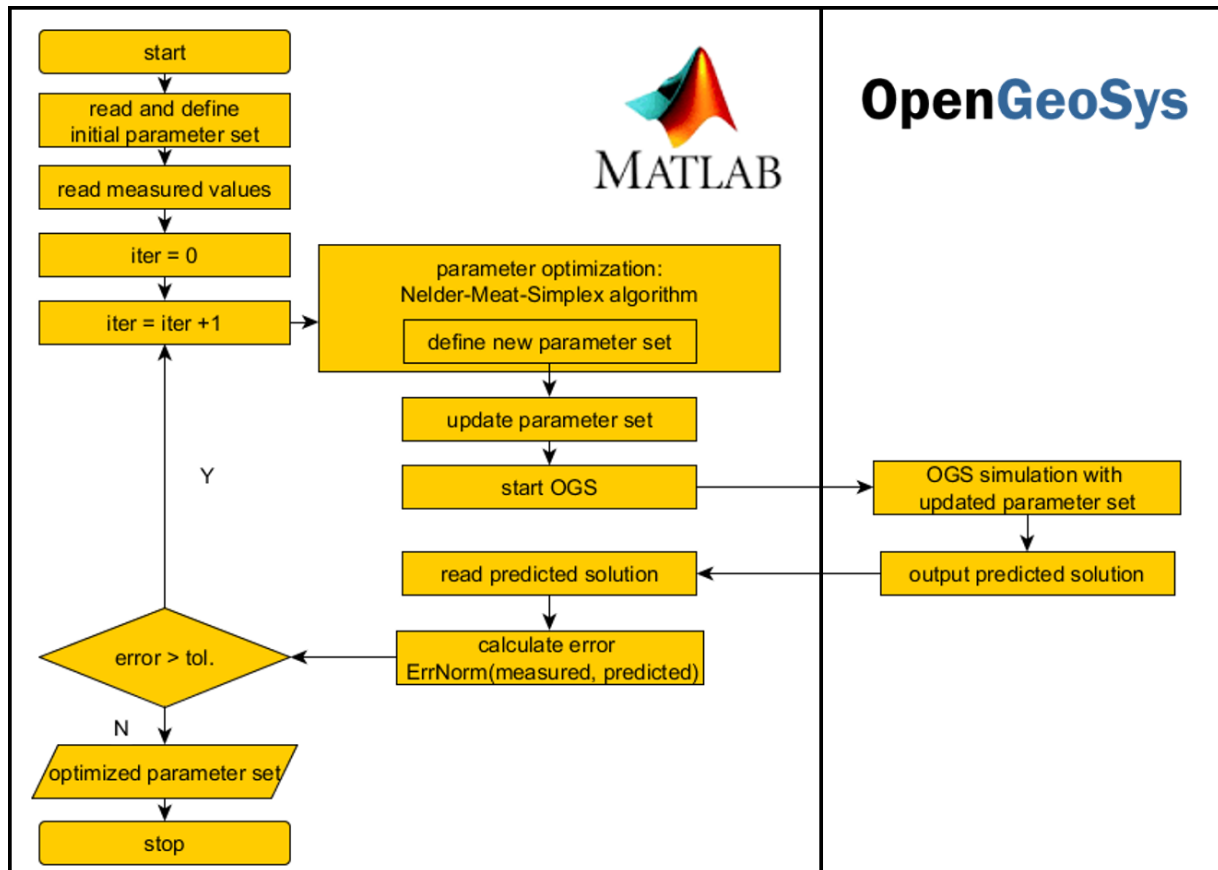 start
read and define
initial parameter set
read measured values
iter = 0
iter = iter +1
MATLAB
OpenGeoSys
parameter optimization:
Nelder-Meat-Simplex algorithm
define new parameter set
update parameter set
start OGS
OGS simulation with
updated parameter set
output predicted solution
read predicted solution
calculate error
ErrNorm(measured, predicted)
error > tol.
Y
N
optimized parameter set
stop